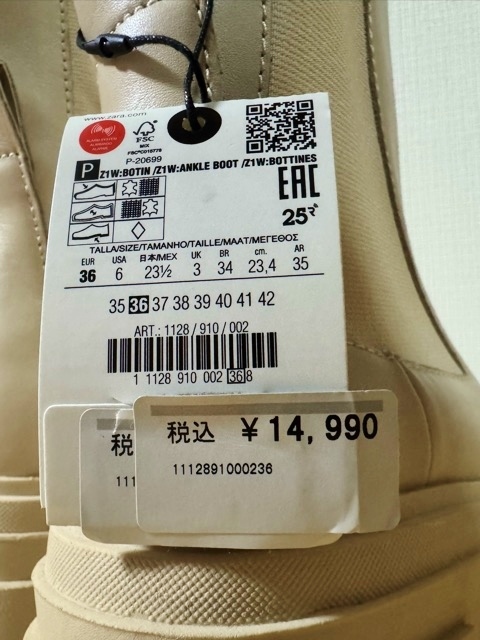 www.zara.com
FSC
MIX
FSC®C015776
P-20699
P Z1W:BOTIN /Z1W:ANKLE BOOT /Z1W:BOTTINES
EAC
25
TALLA/SIZE/TAMANHO/TAILLE/MAAT/ΜΕΓΕΘΟΣ
EUR USA 日本/MEX UK BR cm. AR
36 6 23½ 3 34 23,4 35
35 36 37 38 39 40 41 42
ART.: 1128/910/002
1 1128 910 002 36 8
税
111
税込 ¥14,990
1112891000236